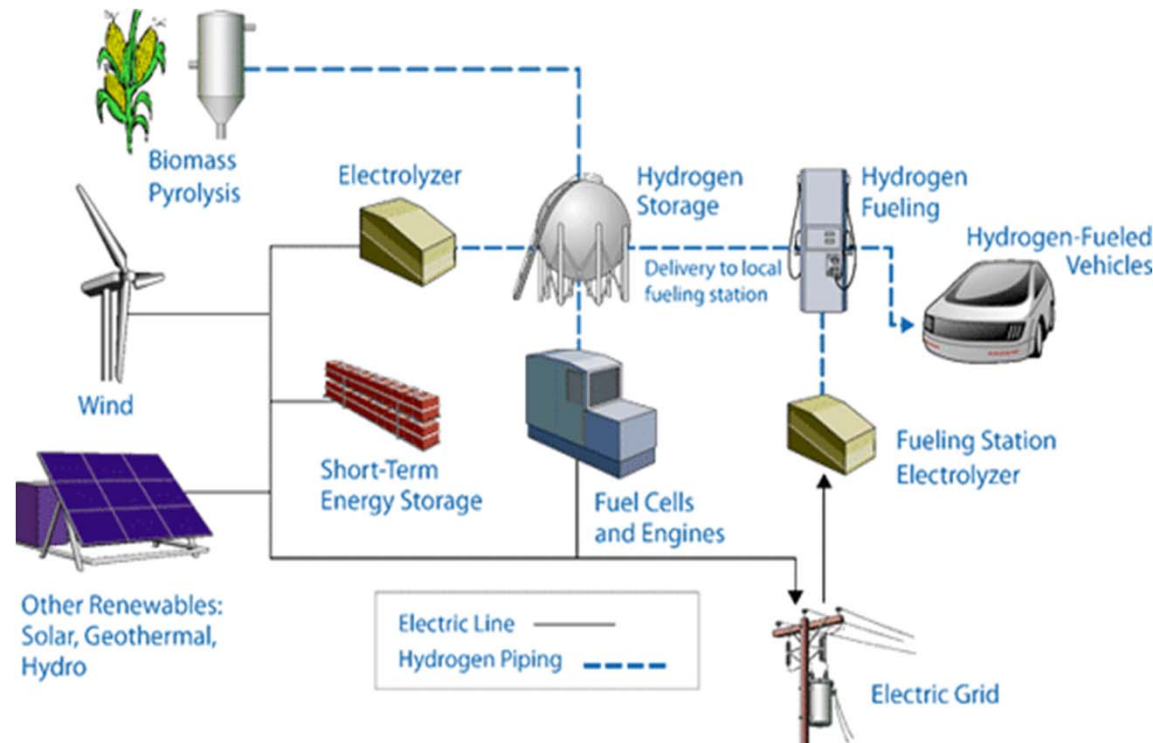 Biomass
Pyrolysis
Electrolyzer
Hydrogen
Storage
Hydrogen
Fueling
Hydrogen-Fueled
Vehicles
Delivery to local
fueling station
Wind
Short-Term
Energy Storage
Fuel Cells
and Engines
Fueling Station
Electrolyzer
Other Renewables:
Solar, Geothermal,
Hydro
Electric Line
Hydrogen Piping
Electric Grid